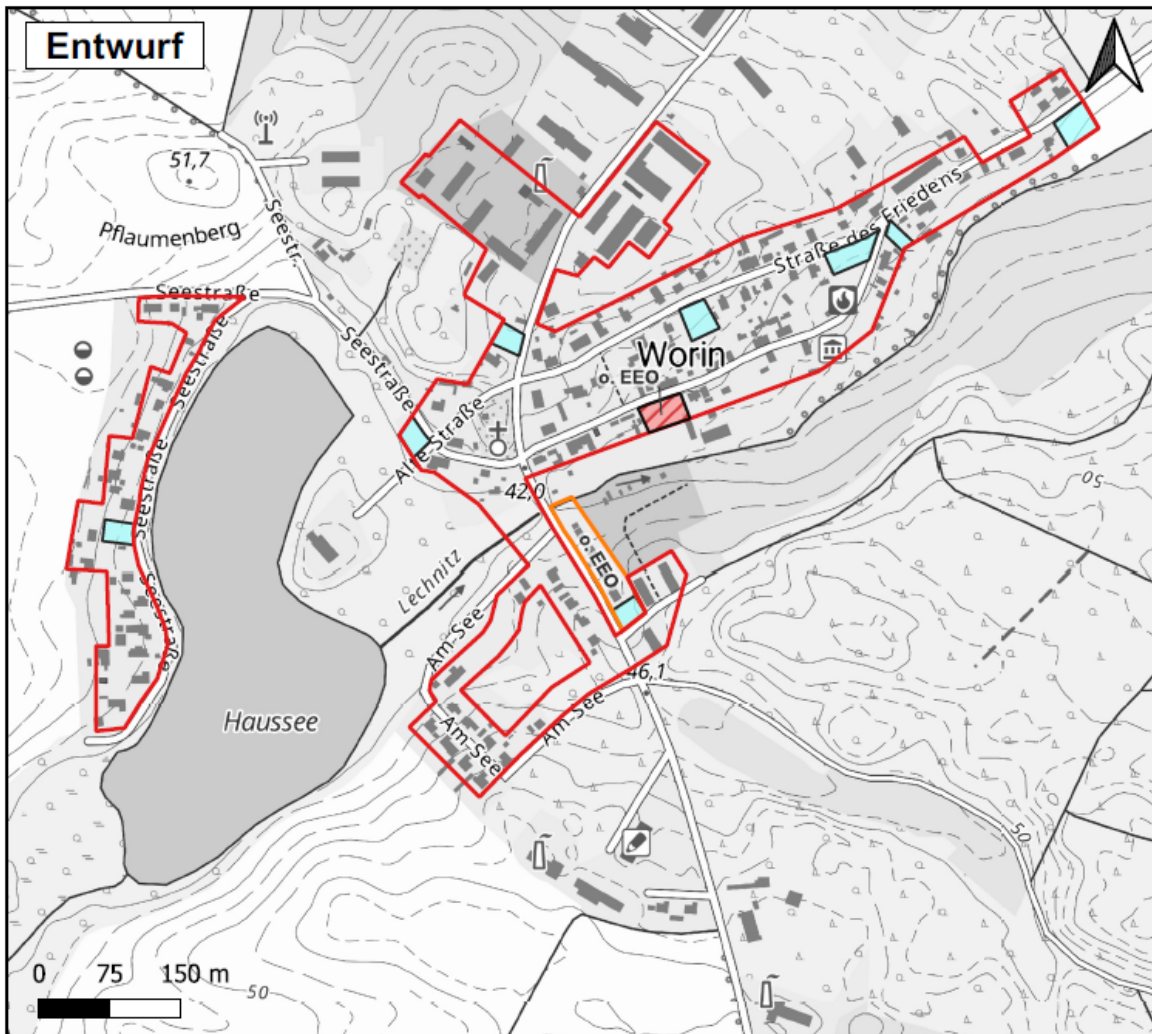 Entwurf
51,7
Pflaumenberg
Seestr.
Seestraße
Seestraße
Seestraße
Seestraße
Seestraße
Alte Straße
Straße des Friedens
Worin
o. EEO
42,0
o. EEO
Lechnitz
50
Am-See
46,1
Am-See
Am-See
Haussee
50
50
0 75 150 m